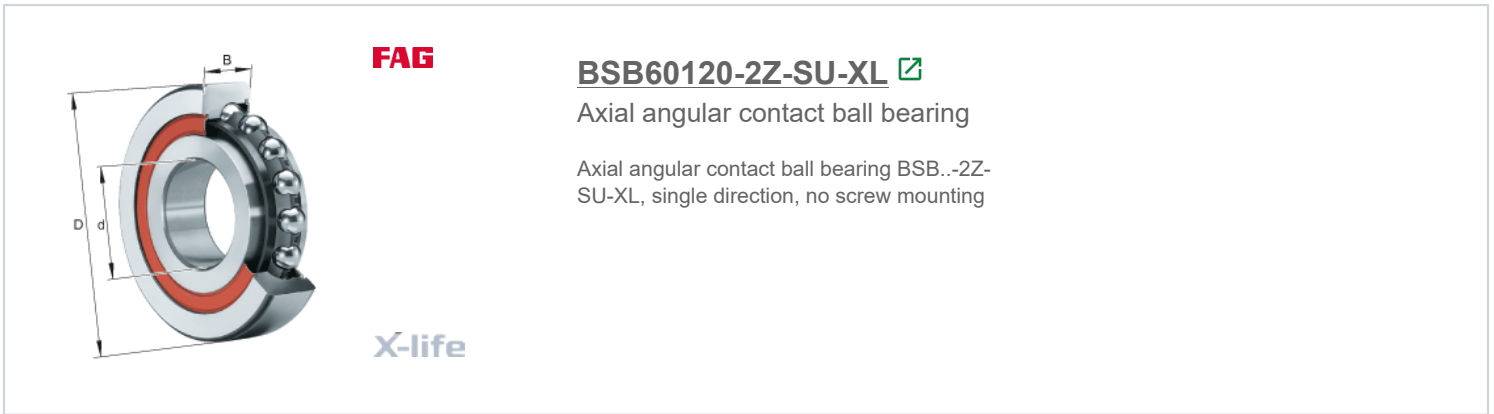 B
FAG
BSB60120-2Z-SU-XL
Axial angular contact ball bearing
Axial angular contact ball bearing BSB..-2Z-
SU-XL, single direction, no screw mounting
D
d
X-life